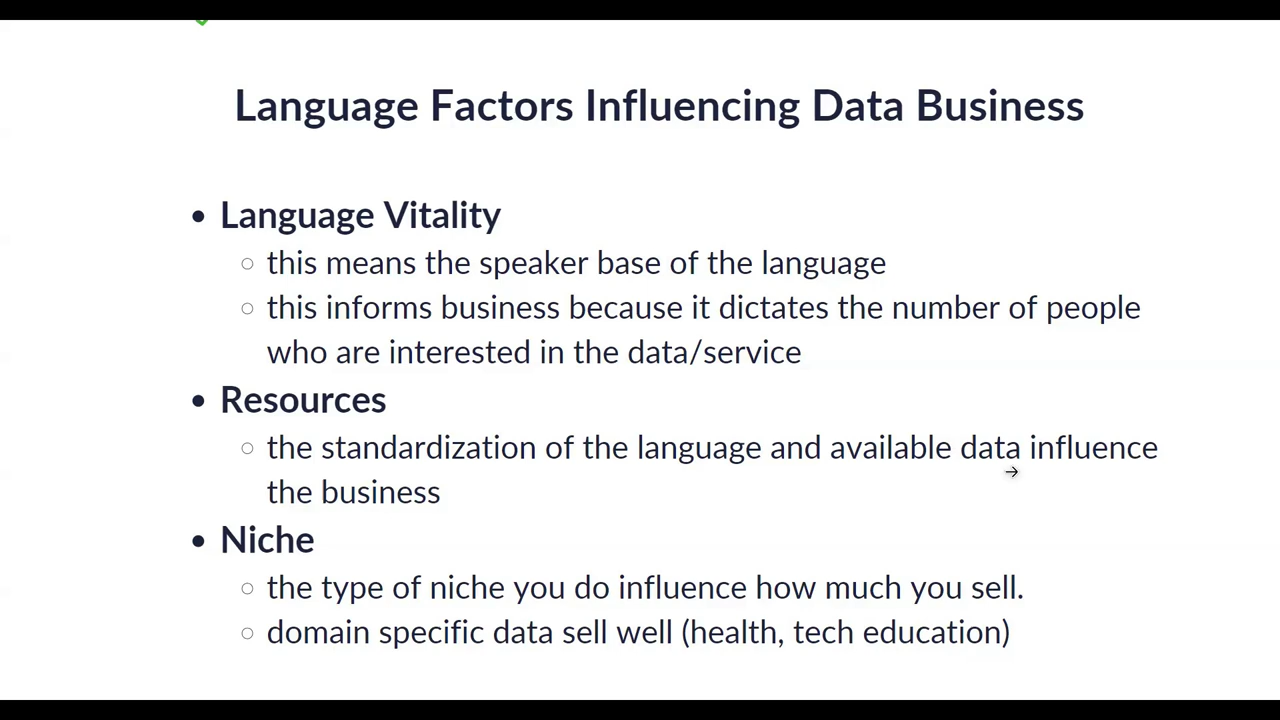 Language Factors Influencing Data Business
• Language Vitality
○ this means the speaker base of the language
○ this informs business because it dictates the number of people
who are interested in the data/service
• Resources
○ the standardization of the language and available data influence
the business
• Niche
○ the type of niche you do influence how much you sell.
○ domain specific data sell well (health, tech education)